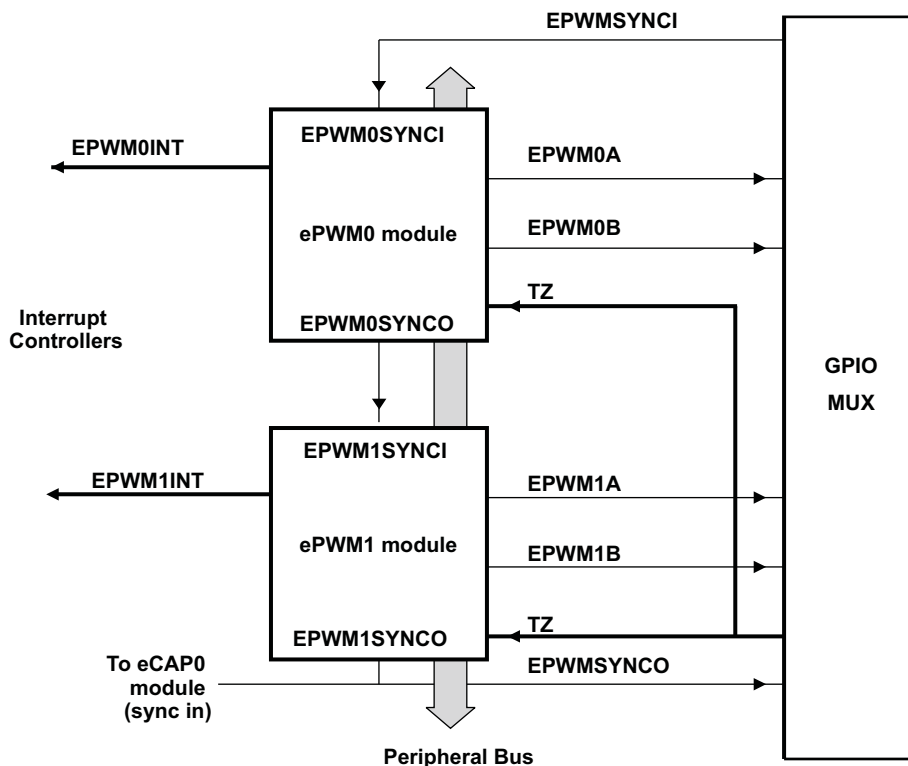 EPWMSYNCI
EPWM0INT
EPWM0SYNCI
EPWM0A
ePWM0 module
EPWM0B
TZ
EPWM0SYNCO
Interrupt
Controllers
GPIO
MUX
EPWM1SYNCI
EPWM1INT
EPWM1A
ePWM1 module
EPWM1B
TZ
EPWM1SYNCO
To eCAP0
module
(sync in)
EPWMSYNCO
Peripheral Bus